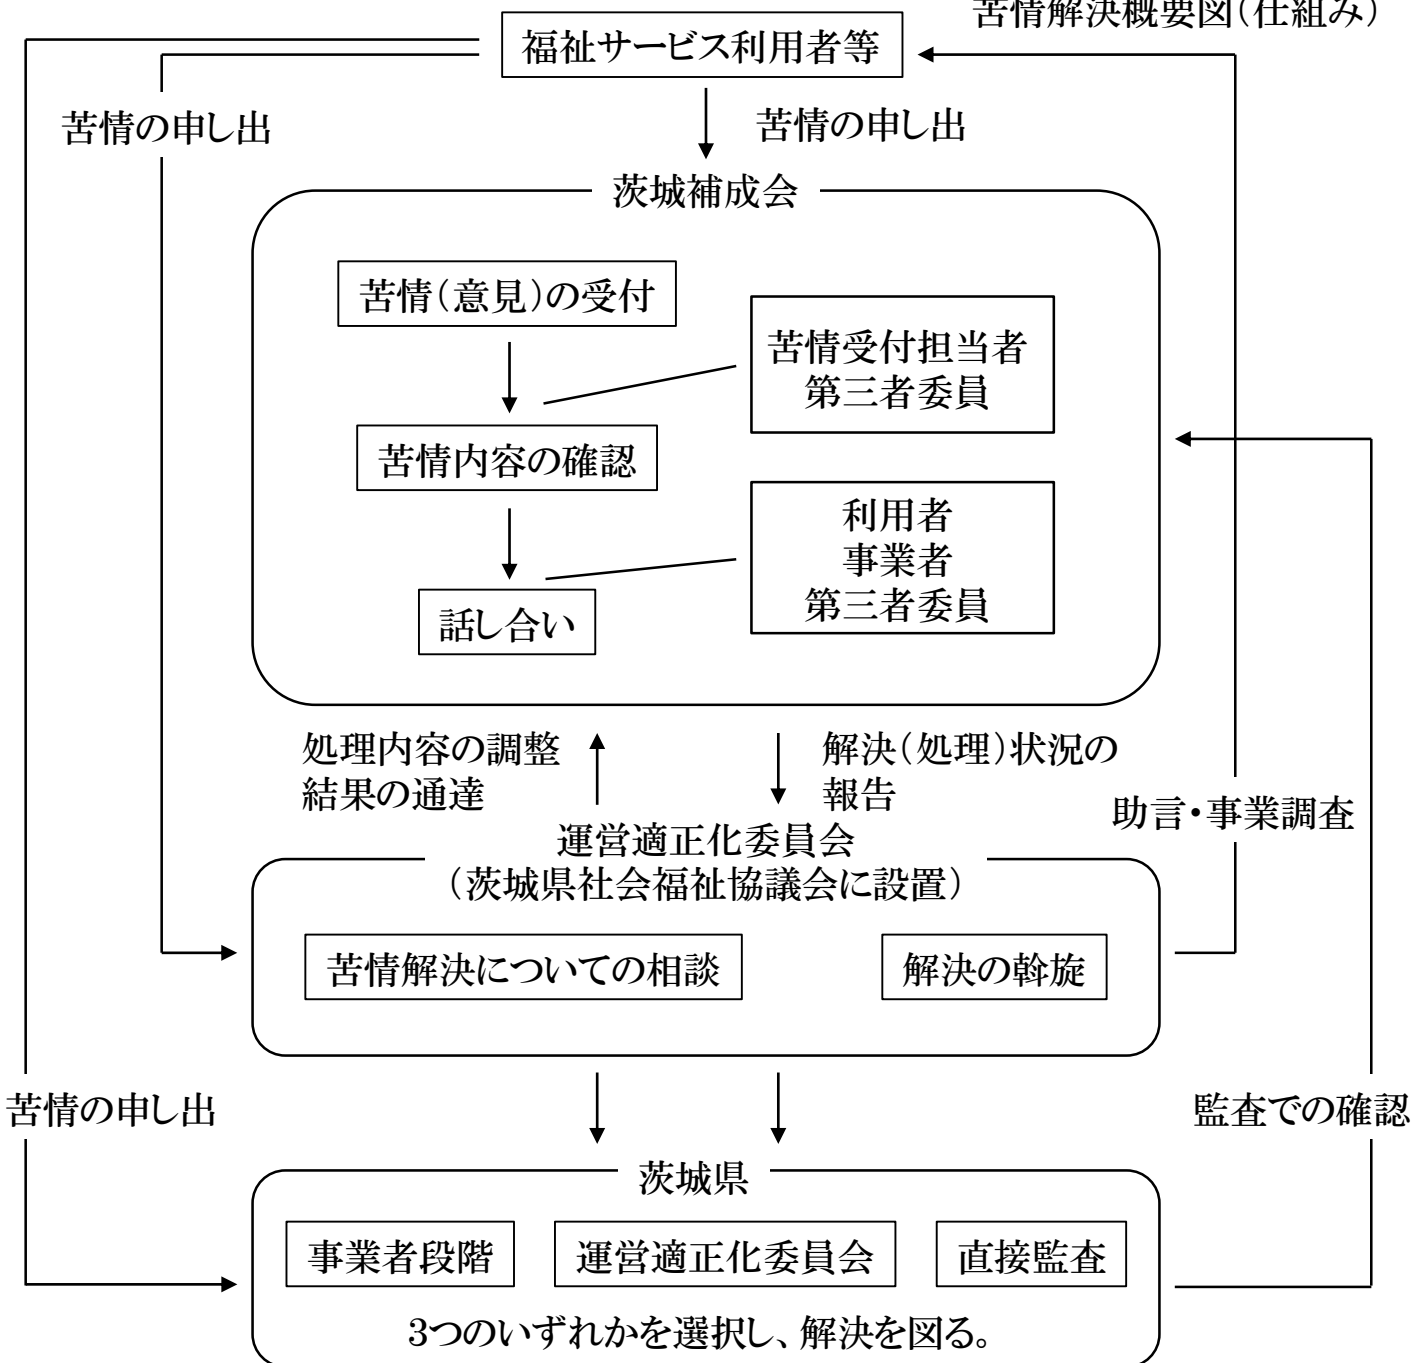 苦情解決概要図(仕組み)
福祉サービス利用者等
苦情の申し出
苦情の申し出
茨城補成会
苦情(意見)の受付
苦情受付担当者
第三者委員
苦情内容の確認
利用者
事業者
第三者委員
話し合い
処理内容の調整
結果の通達
解決(処理)状況の
報告
助言・事業調査
運営適正化委員会
(茨城県社会福祉協議会に設置)
苦情解決についての相談
解決の斡旋
苦情の申し出
監査での確認
茨城県
事業者段階
運営適正化委員会
直接監査
3つのいずれかを選択し、解決を図る。